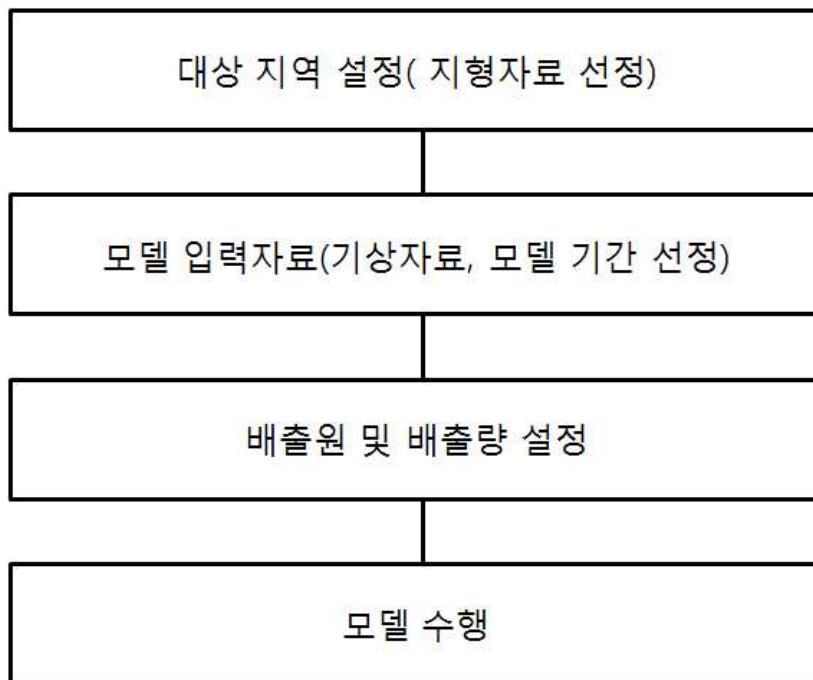 대상 지역 설정( 지형자료 선정)
모델 입력자료(기상자료, 모델 기간 선정)
배출원 및 배출량 설정
모델 수행